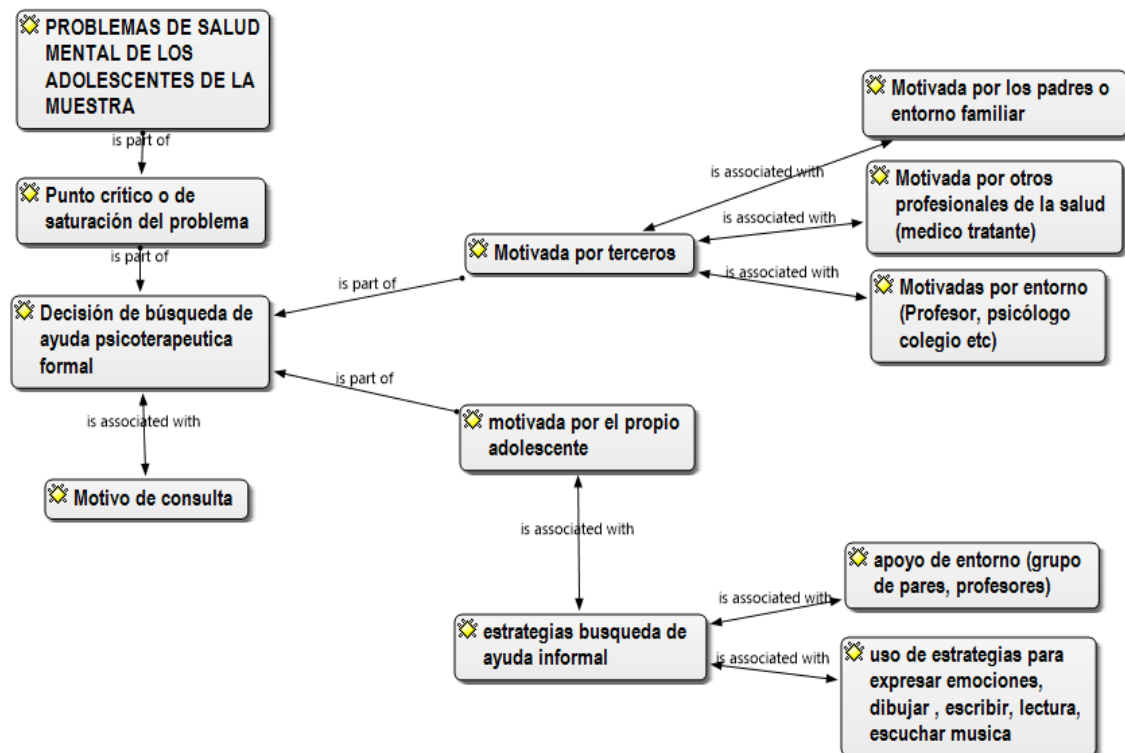 PROBLEMAS DE SALUD
MENTAL DE LOS
ADOLESCENTES DE LA
MUESTRA
is part of
Punto crítico o de
saturación del problema
is part of
Decisión de búsqueda de
ayuda psicoterapeutica
formal
is associated with
Motivo de consulta
is part of
Motivada por terceros
is associated with
Motivada por los padres o
entorno familiar
is associated with
Motivada por otros
profesionales de la salud
(medico tratante)
is associated with
Motivadas por entorno
(Profesor, psicólogo
colegio etc)
is part of
motivada por el propio
adolescente
is associated with
estrategias busqueda de
ayuda informal
is associated with
apoyo de entorno (grupo
de pares, profesores)
is associated with
uso de estrategias para
expresar emociones,
dibujar , escribir, lectura,
escuchar musica